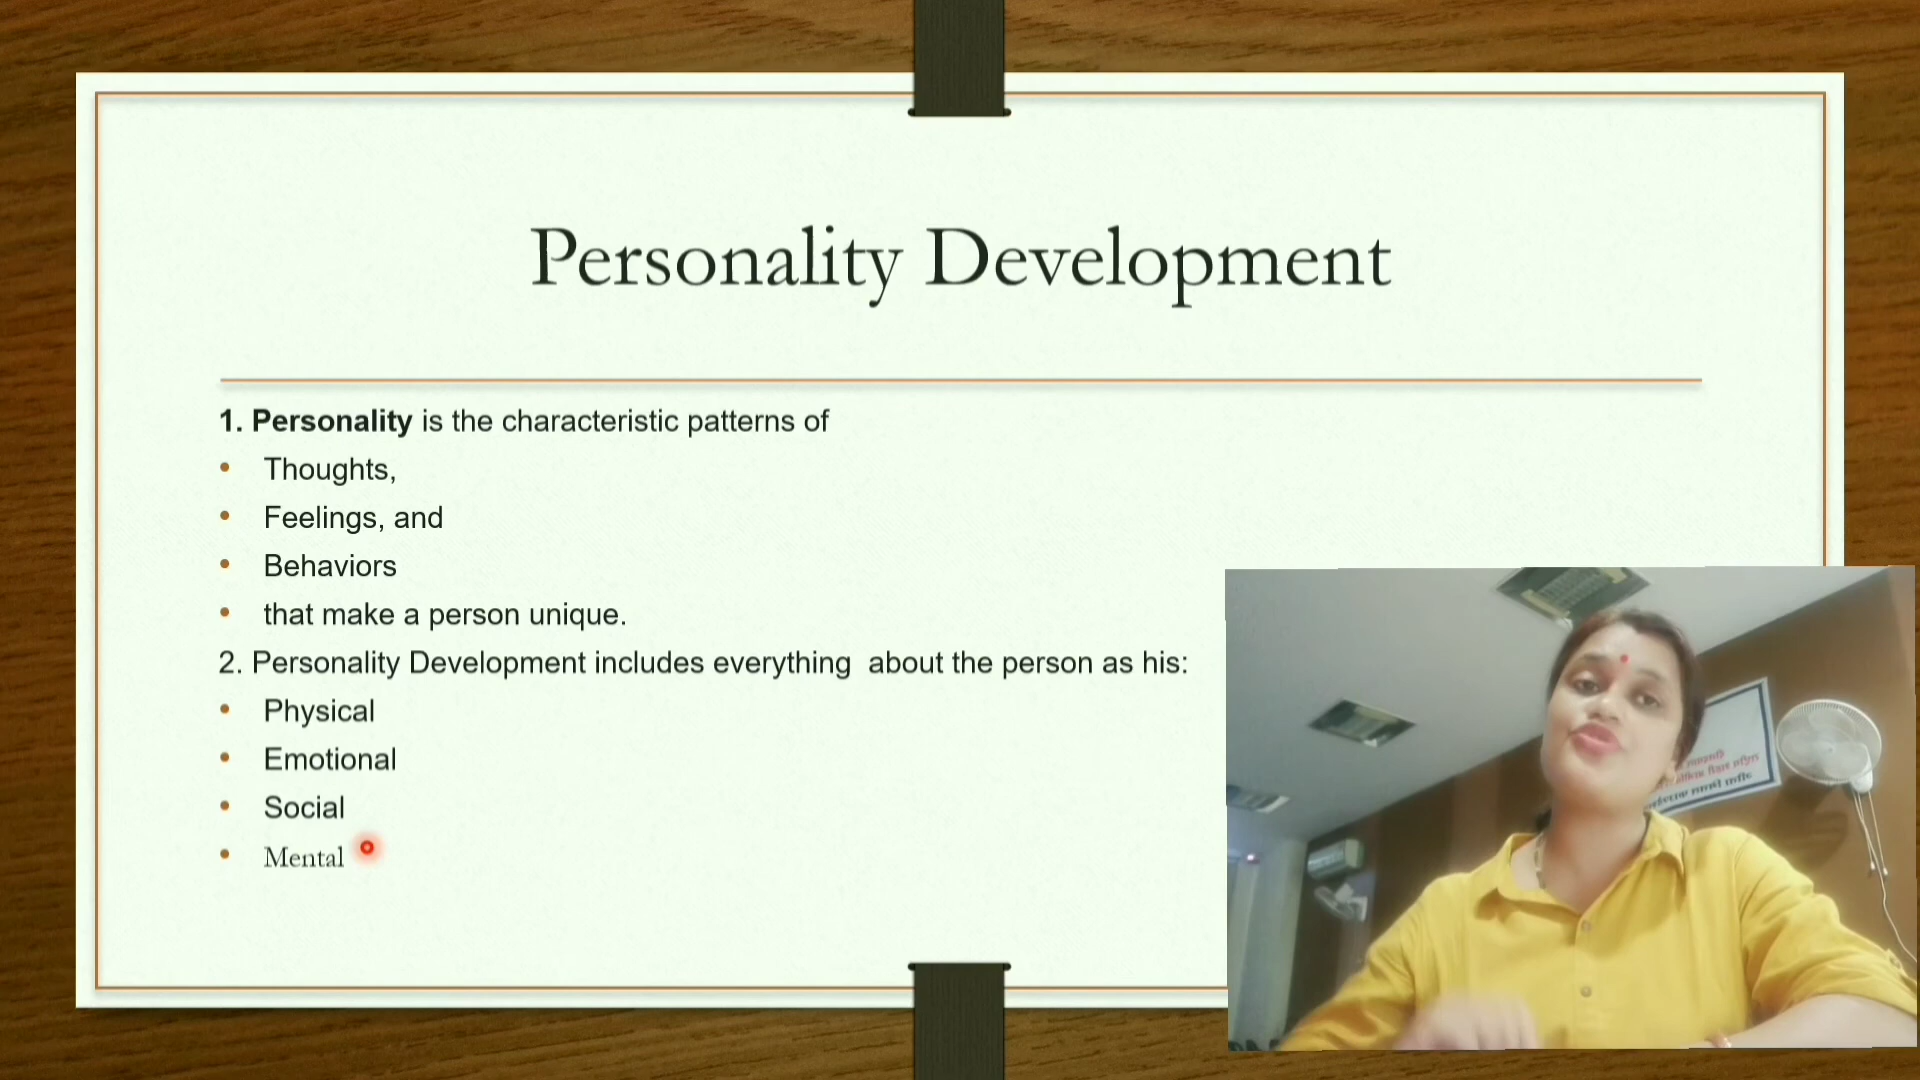 Personality Development
1. Personality is the characteristic patterns of
• Thoughts,
• Feelings, and
• Behaviors
• that make a person unique.
2. Personality Development includes everything  about the person as his:
• Physical
• Emotional
• Social
• Mental